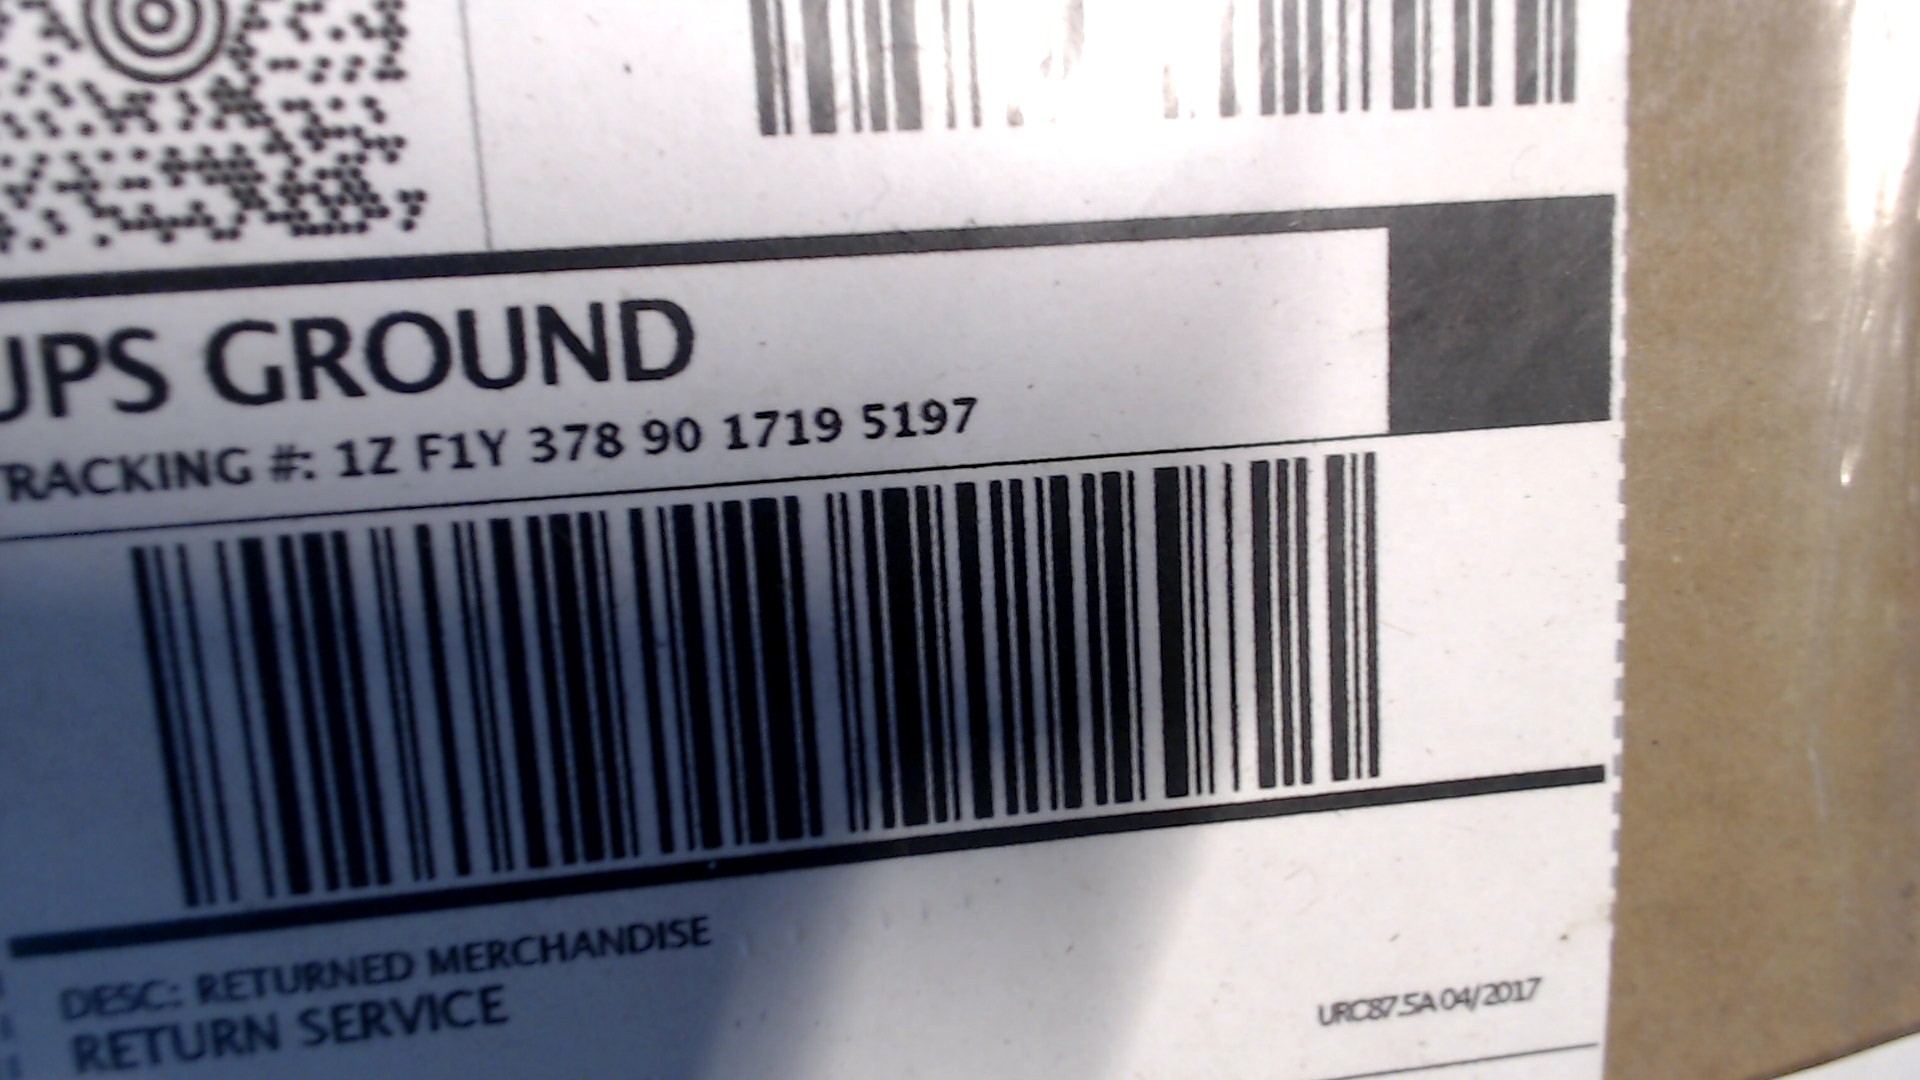 UPS GROUND
TRACKING #: 1Z F1Y 378 90 1719 5197
DESC: RETURNED MERCHANDISE
RETURN SERVICE
URC87.5A 04/2017